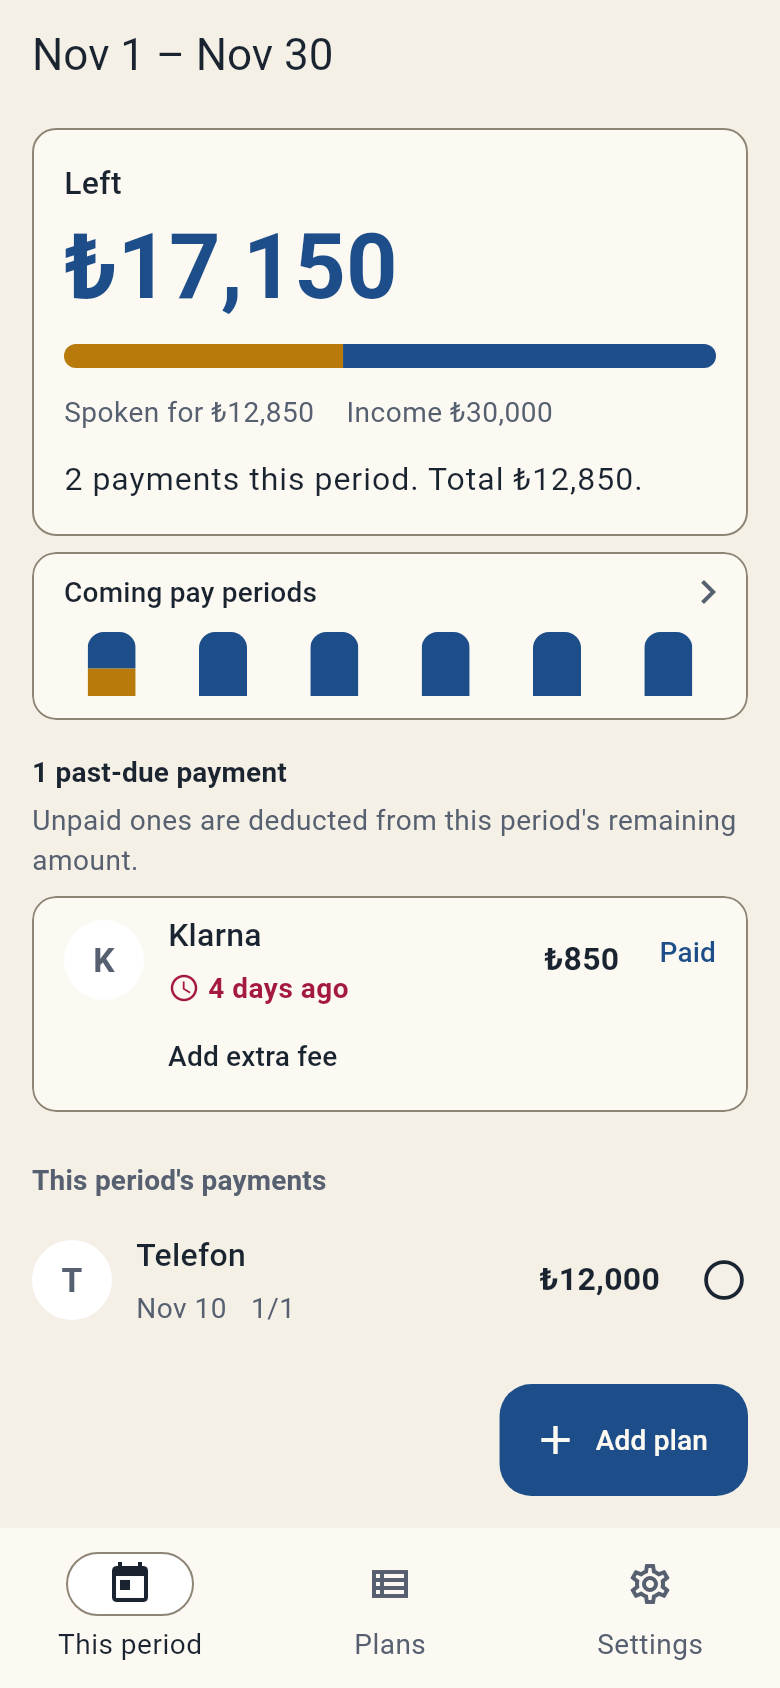 Nov 1 – Nov 30
Left
₺17,150
Spoken for ₺12,850 Income ₺30,000
2 payments this period. Total ₺12,850.
Coming pay periods
1 past-due payment
Unpaid ones are deducted from this period's remaining
amount.
K
Klarna
4 days ago
₺850
Paid
Add extra fee
This period's payments
T
Telefon
Nov 10 1/1
₺12,000
Add plan
This period
Plans
Settings